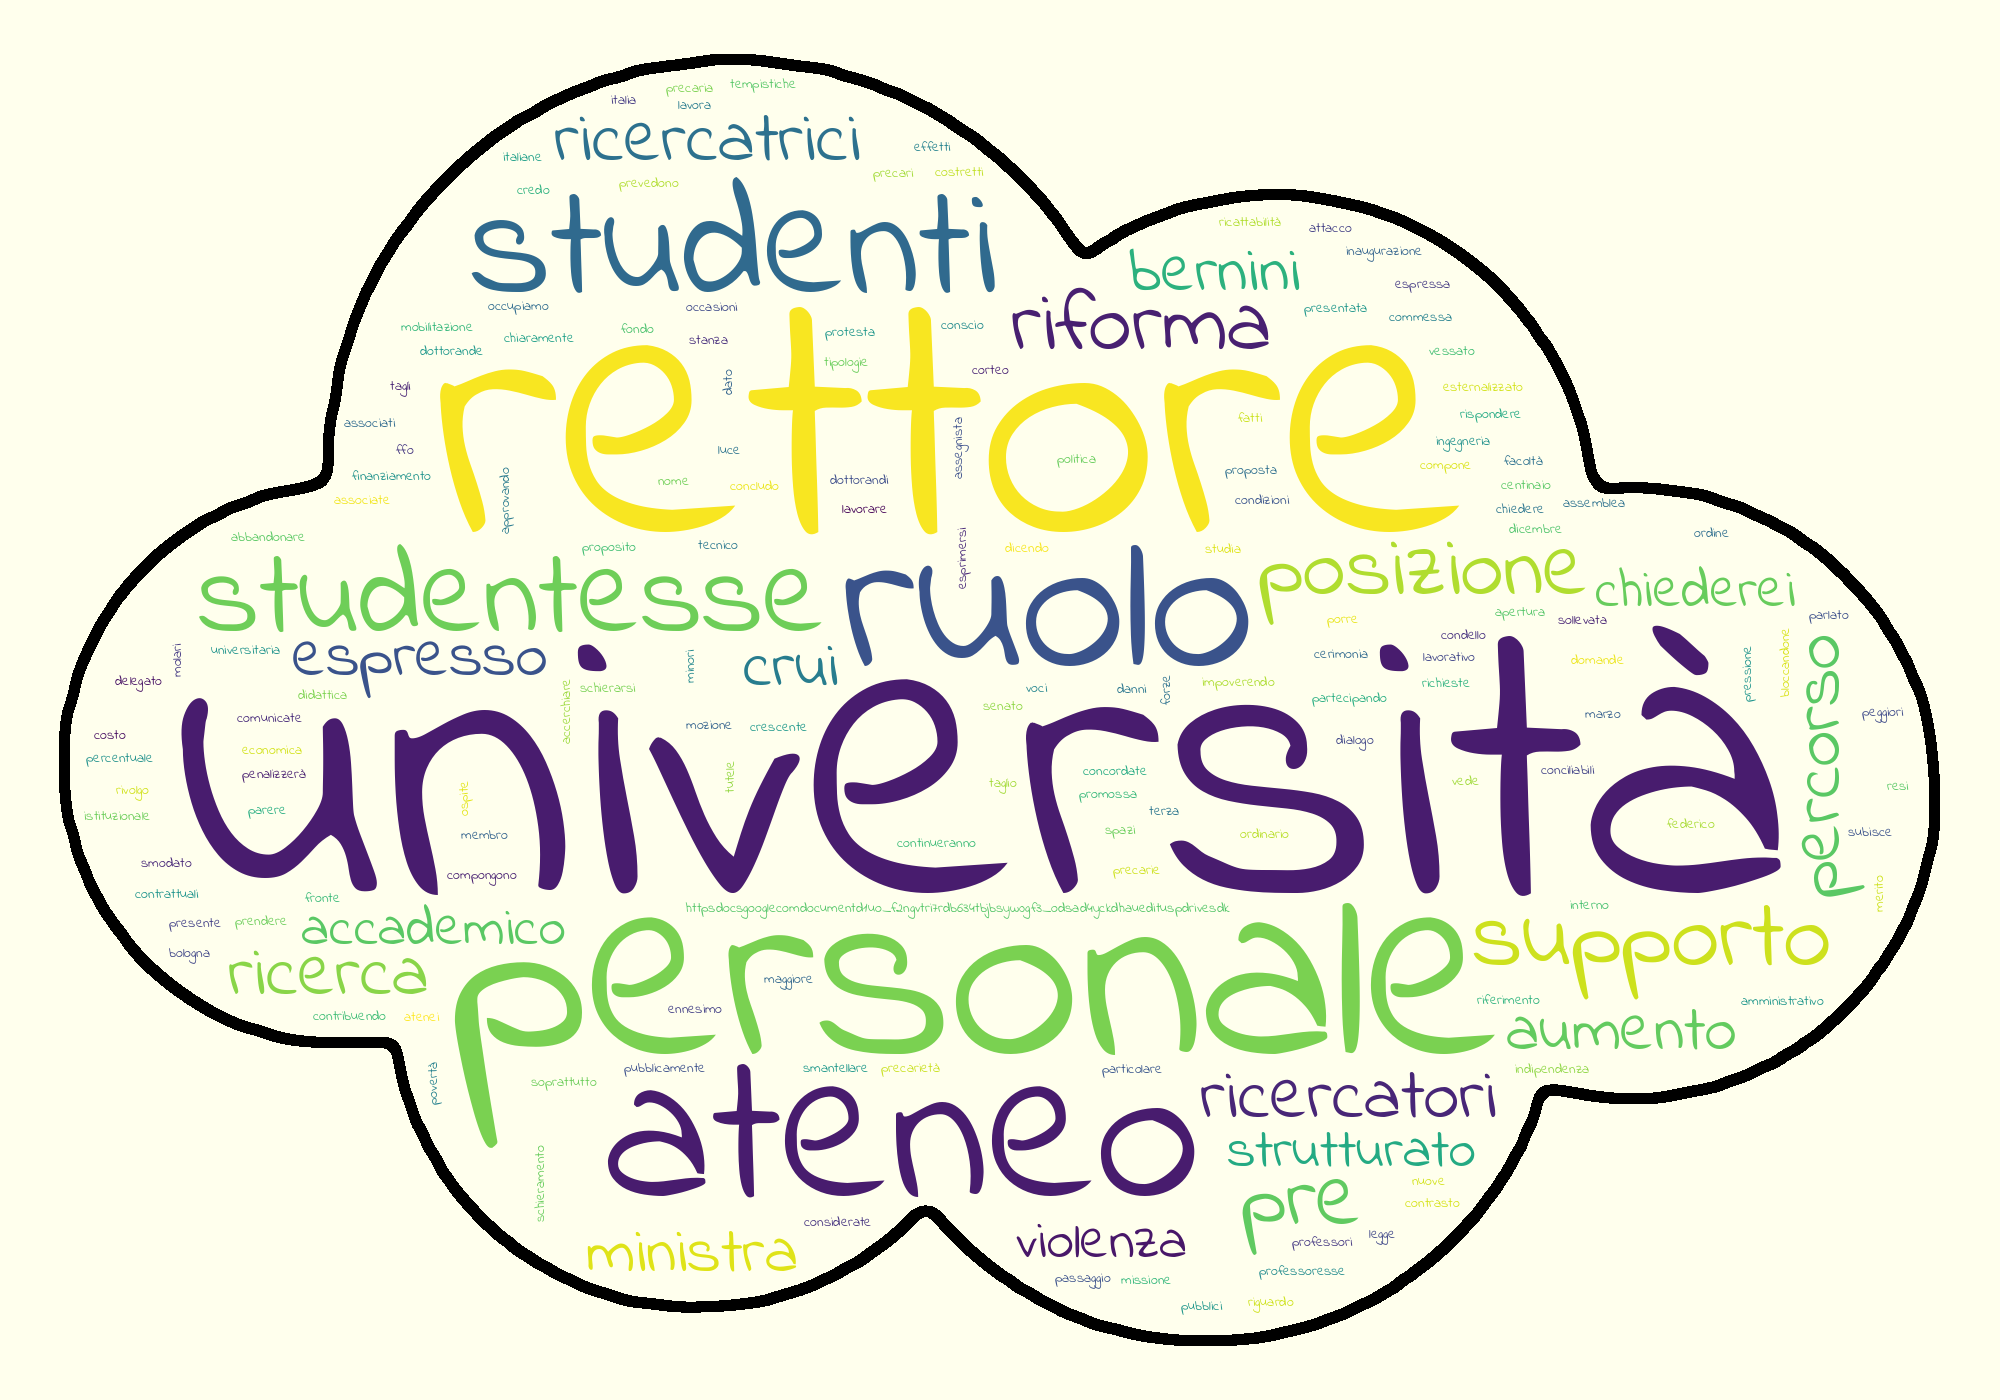 italia precaria tempistiche
lavora
ricercatrici
italiane effetti
credo prevedono precari costretti
studenti
ricattabilità attacco
inaugurazione
bernini
espressa
occupiamo occasioni presentata
commessa
mobilitazione chiaramente fondo protesta conscio
riforma
dottorande stanza vessato
tipologie corteo
rettore
tagli dato esternalizzato
associati fatti rispondere
assegnista
ffo luce ingegneria
politica facoltà
finanziamento compone
nome concludo dottorandi proposta centinaio
associate approvando lavorare condizioni chiedere assemblea
abbandonare dicembre ordine
proposito tecnico dicendo studia
esprimersi
studentesse ruolo posizione chiederei
apertura parlato
porre sollevata
molari universitaria condello
espresso minori crui cerimonia lavorativo domande
delegato schierarsi impoverendo richieste pressione bloccandone
didattica voci danni forze partecipando percorso
accerchiare senato
comunicate mozione crescente marzo peggiori
università
costo economica dialogo
percentuale penalizzerà concordate conciliabili
rivolgo ospite tutele taglio vede resi
istituzionale parere promossa terza
membro spazi ordinario federico subisce
smodato continueranno
compongono precarie
contrattuali fronte merito
httpsdocsgooglecomdocumentd1uo_f2ngvtri7rdlb634tbjbsywogf3_odsad4yckdhauedituspdrivesdk interno
presente prendere accademico
personale supporto
bologna
ricerca maggiore
riferimento amministrativo
contribuendo atenei ennesimo aumento
povertà pubblicamente smantellare precarietà particolare indipendenza
soprattutto
ateneo ricercatori
schieramento strutturato
nuove
pre contrasto
considerate
ministra violenza professori legge
passaggio missione professoresse
pubblici riguardo